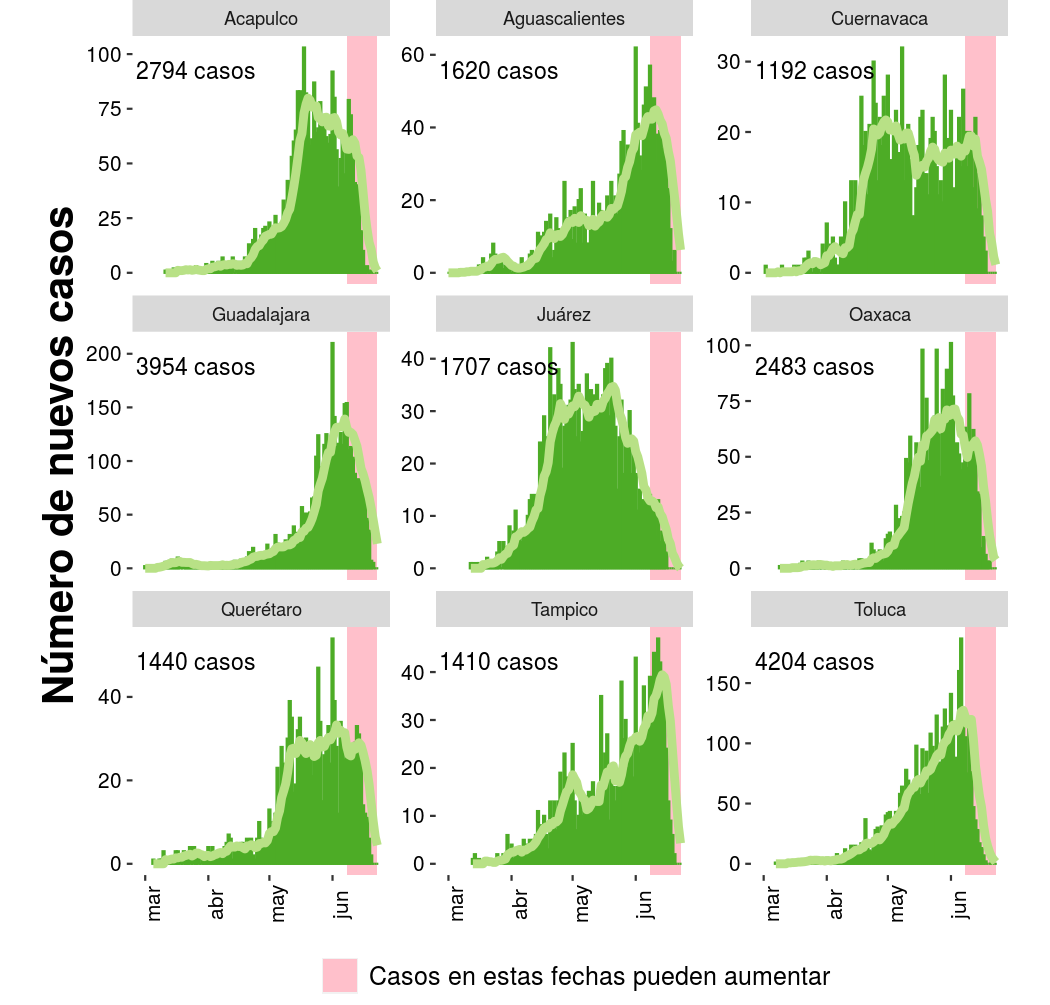 Número de nuevos casos
Acapulco
2794 casos
100
75
50
25
0
Aguascalientes
1620 casos
60
40
20
0
Cuernavaca
1192 casos
30
20
10
0
Guadalajara
3954 casos
200
150
100
50
0
Juárez
1707 casos
40
30
20
10
0
Oaxaca
2483 casos
100
75
50
25
0
Querétaro
1440 casos
40
20
0
Tampico
1410 casos
40
30
20
10
0
Toluca
4204 casos
150
100
50
0
mar abr may jun
mar abr may jun
mar abr may jun
Casos en estas fechas pueden aumentar